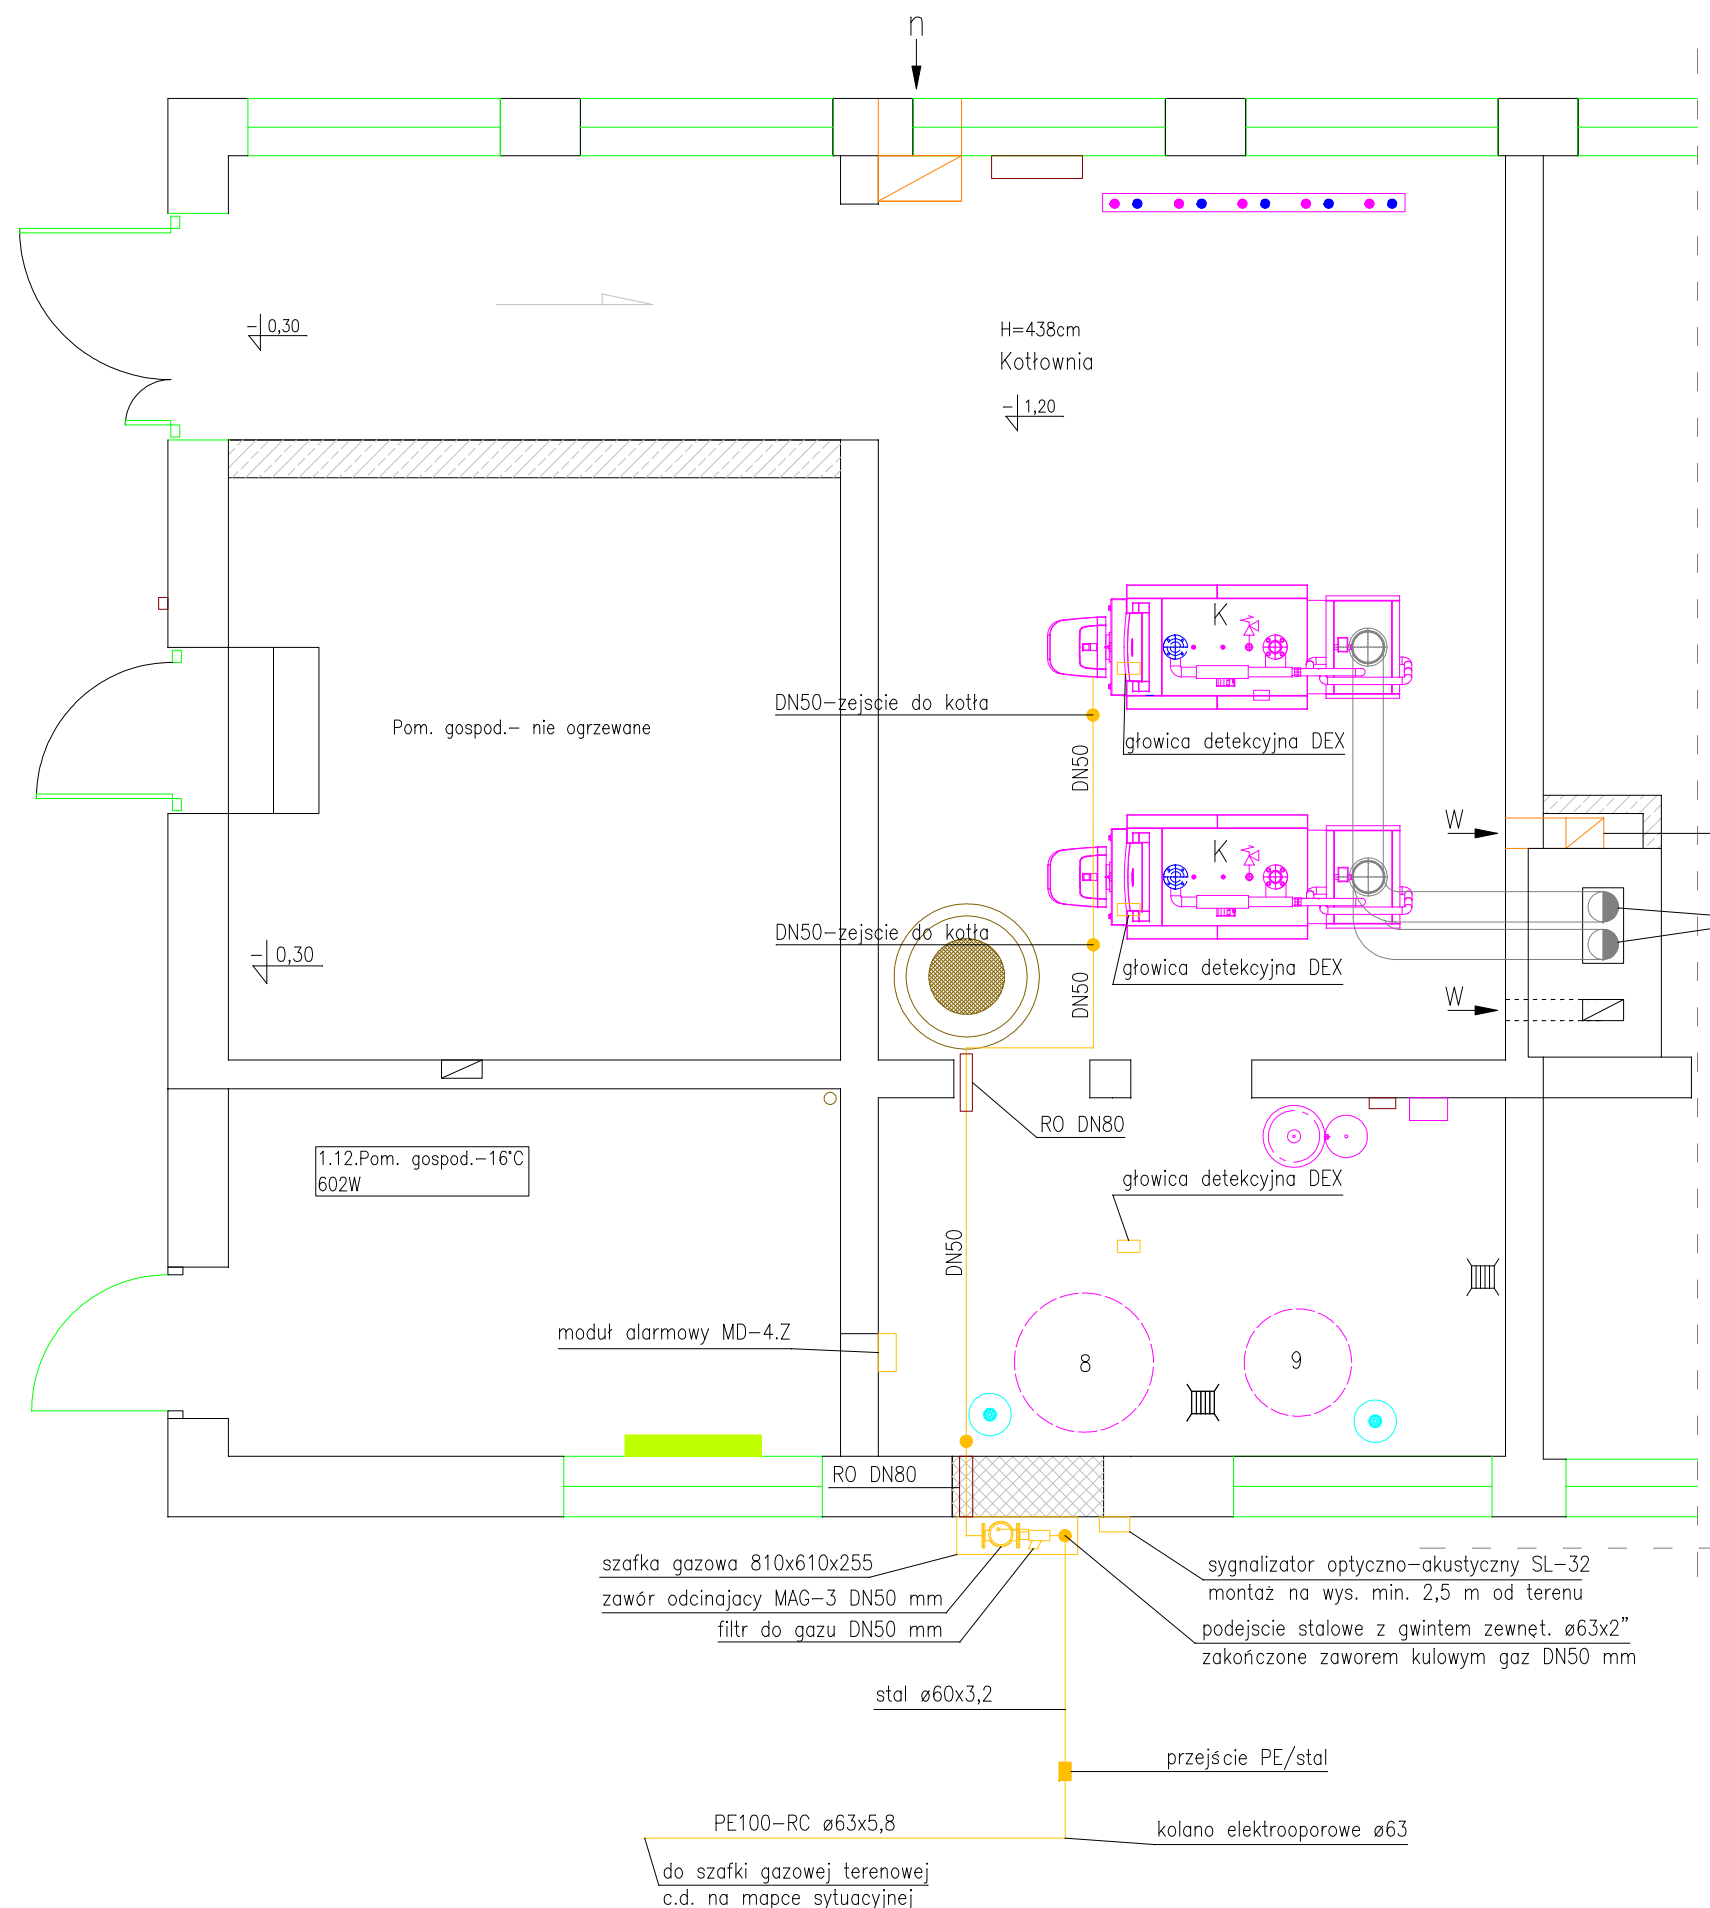 n
- 0,30
H=438cm
Kotłownia
- 1,20
K
DN50-zejscie do kotła
głowica detekcyjna DEX
DN50
Pom. gospod.- nie ogrzewane
W
K
DN50-zejscie do kotła
głowica detekcyjna DEX
DN50
- 0,30
W
RO DN80
1.12.Pom. gospod.-16°C
602W
głowica detekcyjna DEX
DN50
moduł alarmowy MD-4.Z
8
9
RO DN80
szafka gazowa 810x610x255
zawór odcinajacy MAG-3 DN50 mm
filtr do gazu DN50 mm
sygnalizator optyczno-akustyczny SL-32
montaż na wys. min. 2,5 m od terenu
podejscie stalowe z gwintem zewnęt. ø63x2"
zakończone zaworem kulowym gaz DN50 mm
stal ø60x3,2
przejście PE/stal
PE100-RC ø63x5,8
kolano elektrooporowe ø63
do szafki gazowej terenowej
c.d. na mapce sytuacyjnej